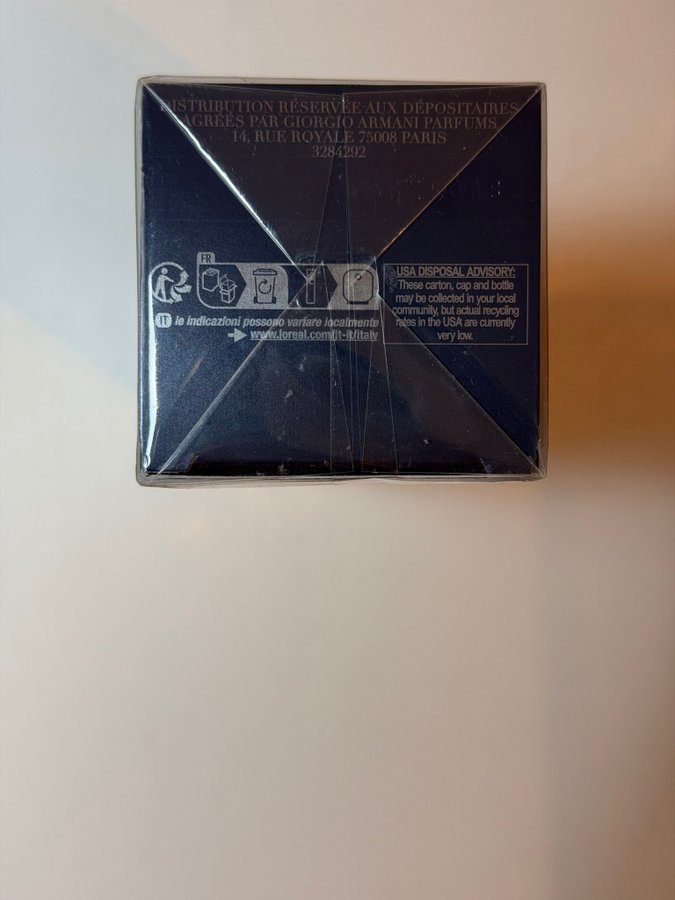 DISTRIBUTION RÉSERVÉE AUX DÉPOSITAIRES
AGRÉÉS PAR GIORGIO ARMANI PARFUMS
14, RUE ROYALE 75008 PARIS
3284292
FR
IT le indicazioni possono variare localmente
www.loreal.com/it-it/italy
USA DISPOSAL ADVISORY:
These carton, cap and bottle
may be collected in your local
community, but actual recycling
rates in the USA are currently
very low.